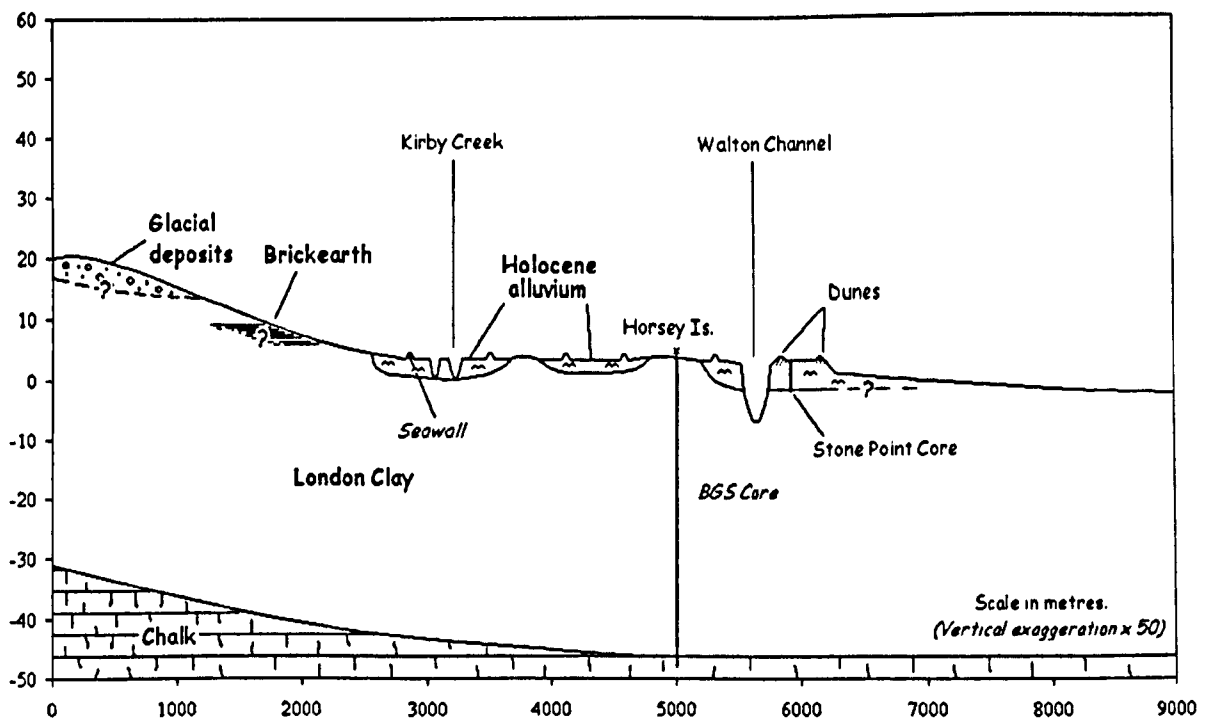 60
50
40
30
20
10
0
-10
-20
-30
-40
-50
Kirby Creek
Walton Channel
Glacial
deposits
Brickearth
Holocene
alluvium
Dunes
Horsey Is.
?
?
?
Seawall
Stone Point Core
London Clay
BGS Core
Scale in metres.
(Vertical exaggeration x 50)
Chalk
0 1000 2000 3000 4000 5000 6000 7000 8000 9000